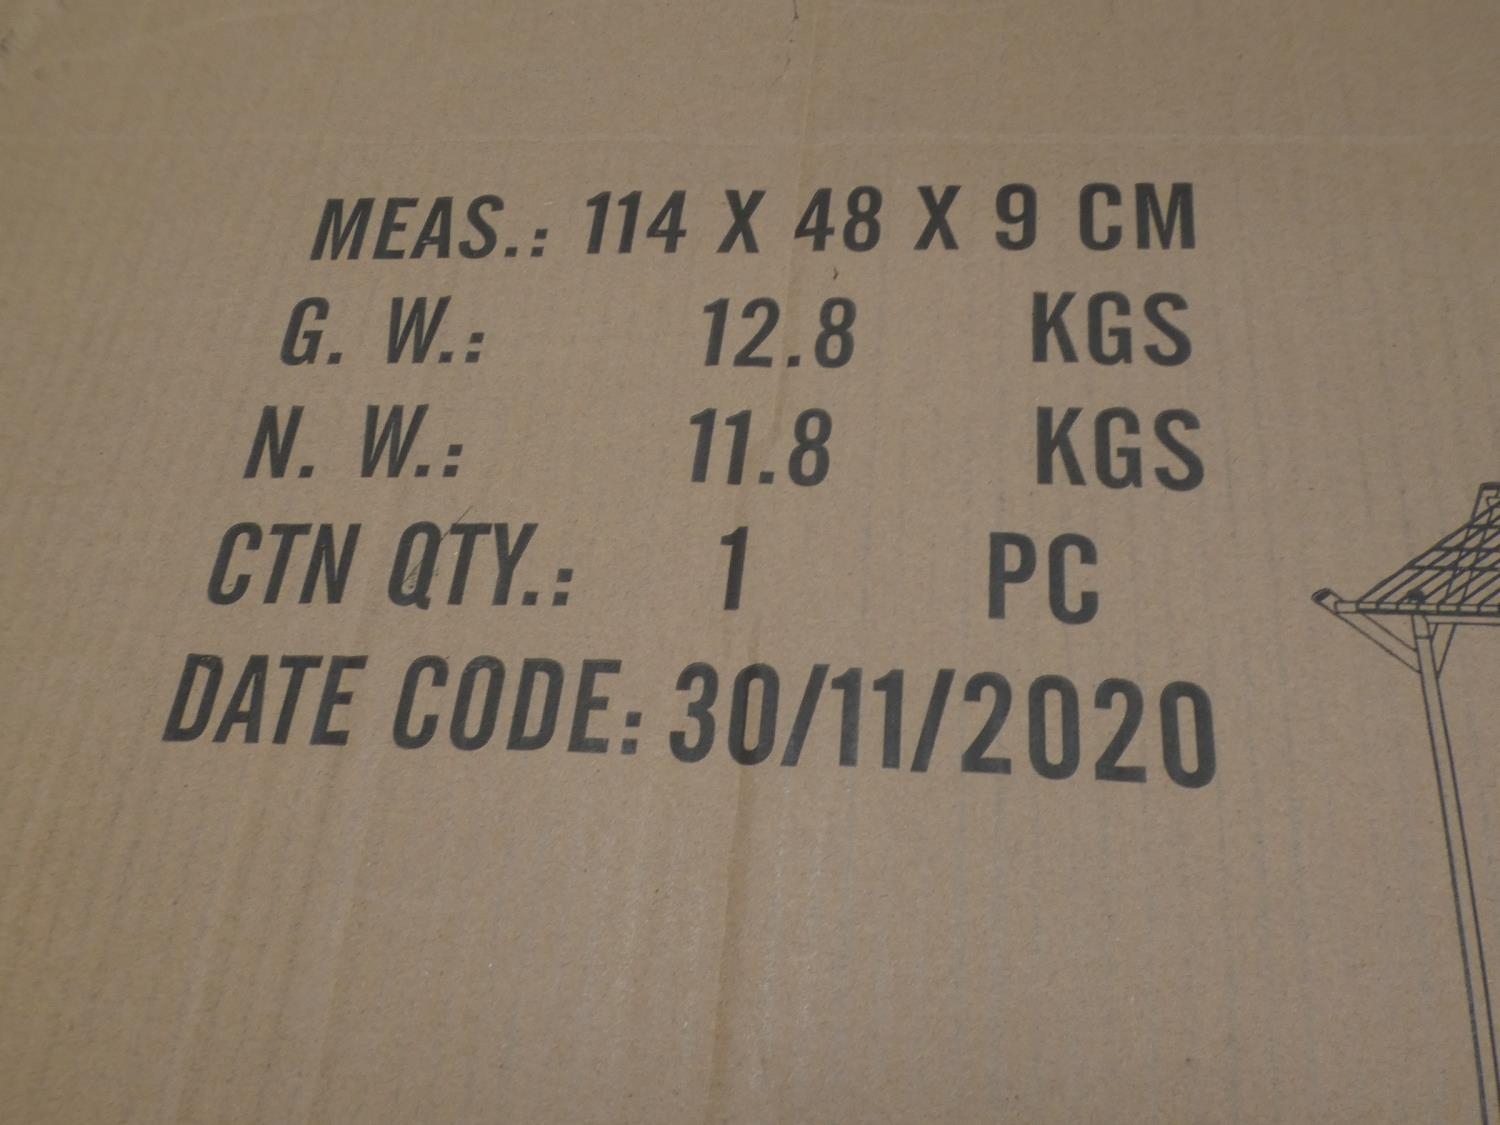 MEAS.: 114 X 48 X 9 CM
G. W.: 12.8 KGS
N. W.: 11.8 KGS
CTN QTY.: 1 PC
DATE CODE: 30/11/2020